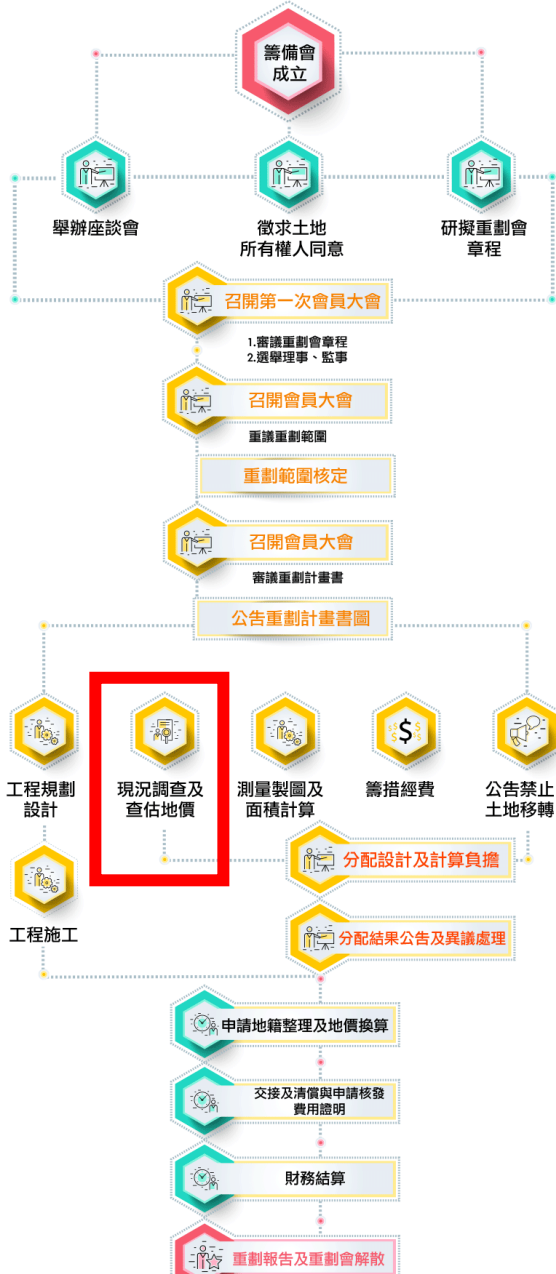 籌備會
成立
舉辦座談會
徵求土地
所有權人同意
研擬重劃會
章程
召開第一次會員大會
1.審議重劃會章程
2.選舉理事、監事
召開會員大會
重議重劃範圍
重劃範圍核定
召開會員大會
審議重劃計畫書
公告重劃計畫書圖
工程規劃
設計
現況調查及
查估地價
測量製圖及
面積計算
$
籌措經費
公告禁止
土地移轉
分配設計及計算負擔
工程施工
分配結果公告及異議處理
申請地籍整理及地價換算
交接及清償與申請核發
費用證明
財務結算
重劃報告及重劃會解散